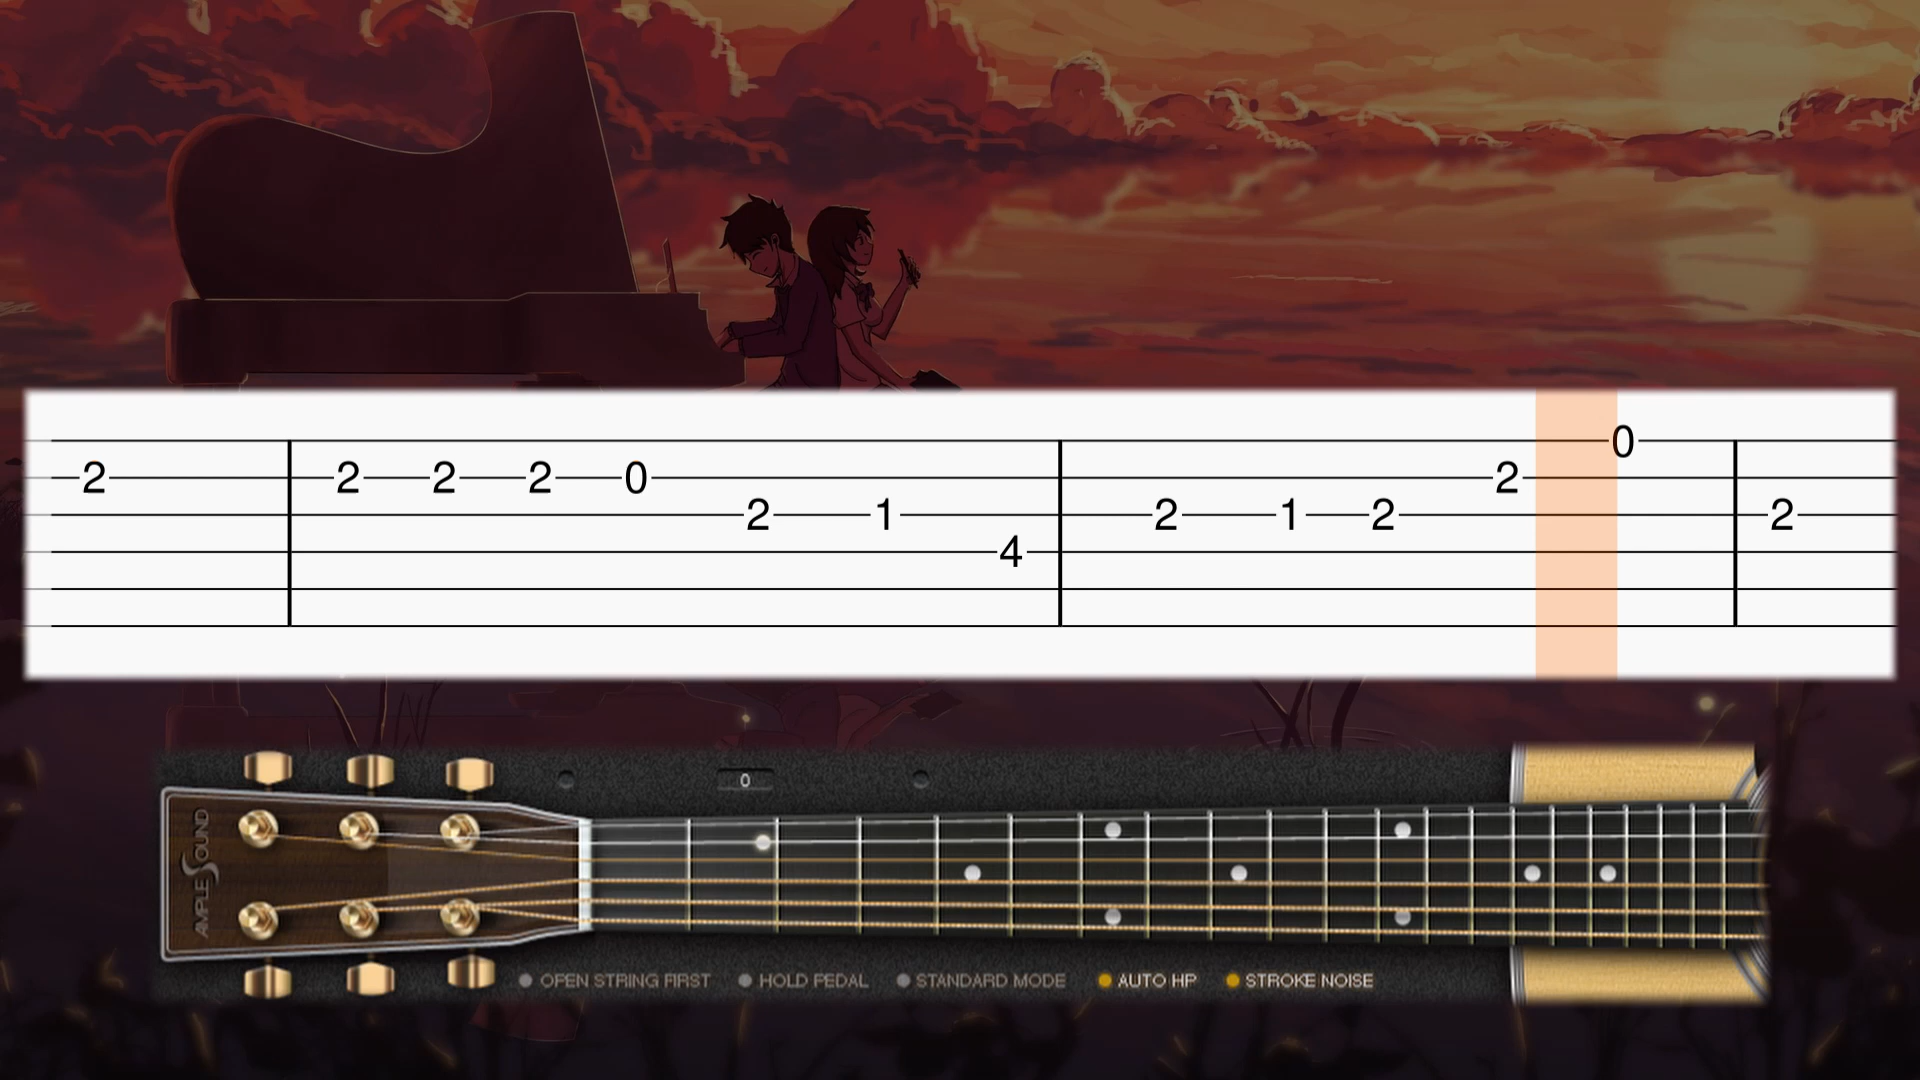 0
2 2 2 2 0 2
2 1 2 1 2 2
4
0
AMPLE SOUND
OPEN STRING FIRST HOLD PEDAL STANDARD MODE AUTO HP STROKE NOISE